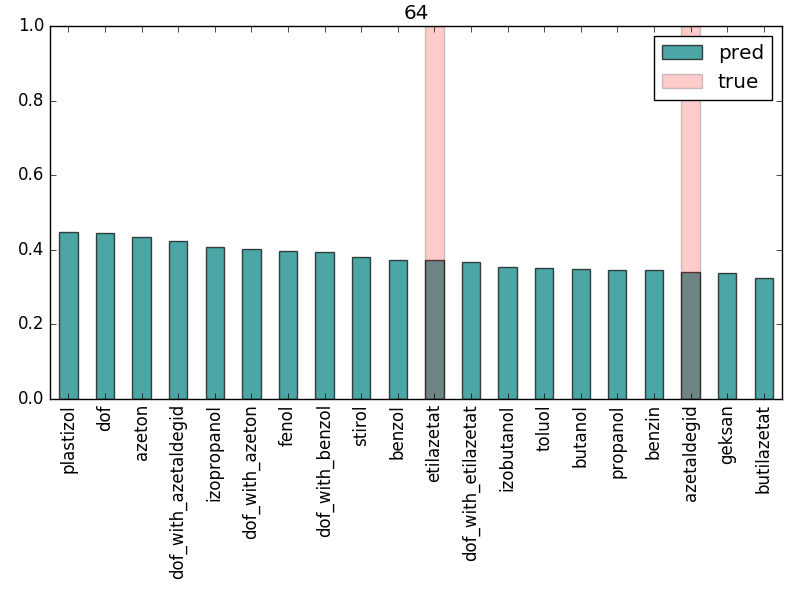 64
1.0
0.8
0.6
0.4
0.2
0.0
pred
true
plastizol
dof
azeton
dof_with_azetaldegid
izopropanol
dof_with_azeton
fenol
dof_with_benzol
stirol
benzol
etilazetat
dof_with_etilazetat
izobutanol
toluol
butanol
propanol
benzin
azetaldegid
geksan
butilazetat